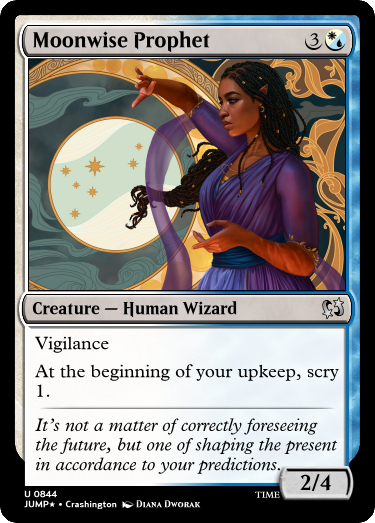 Moonwise Prophet 3
Creature — Human Wizard
Vigilance
At the beginning of your upkeep, scry
1.
It's not a matter of correctly foreseeing
the future, but one of shaping the present
in accordance to your predictions.
2/4
U 0844
TIME
JUMP★ • Crashington Diana Dworak